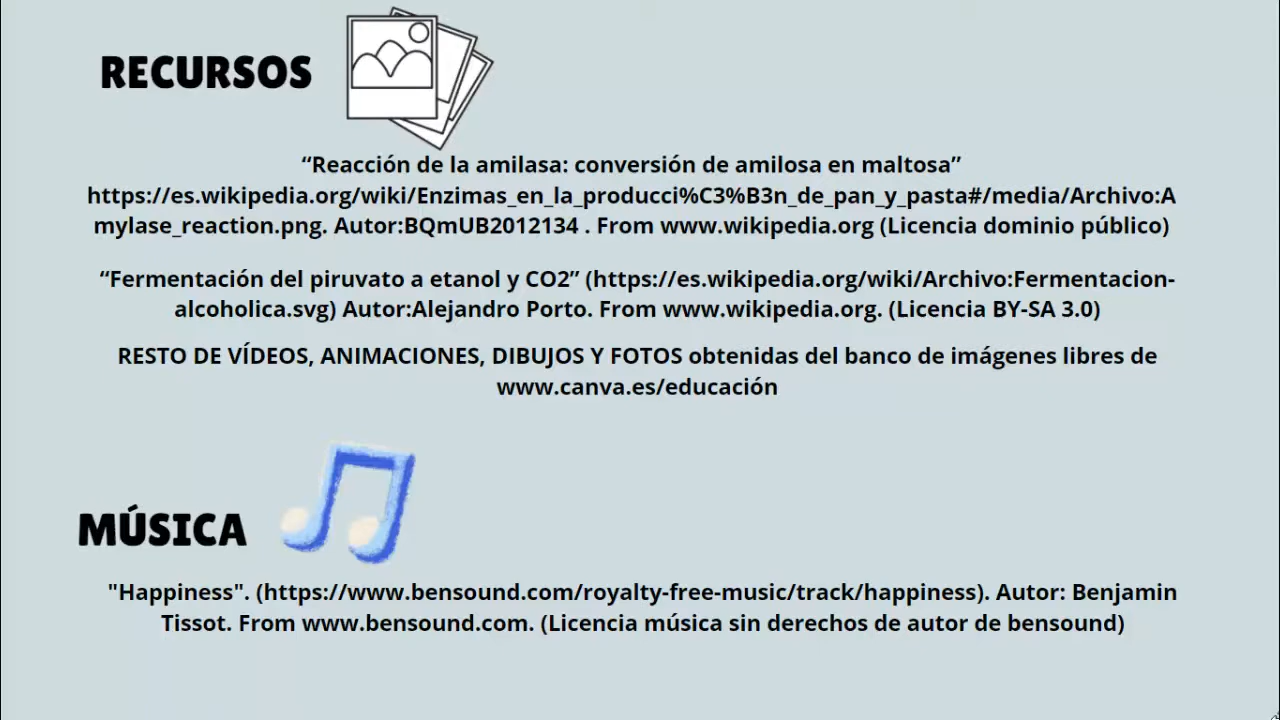 RECURSOS
“Reacción de la amilasa: conversión de amilosa en maltosa”
https://es.wikipedia.org/wiki/Enzimas_en_la_producci%C3%B3n_de_pan_y_pasta#/media/Archivo:A
mylase_reaction.png. Autor:BQmUB2012134 . From www.wikipedia.org (Licencia dominio público)
“Fermentación del piruvato a etanol y CO2” (https://es.wikipedia.org/wiki/Archivo:Fermentacion-
alcoholica.svg) Autor:Alejandro Porto. From www.wikipedia.org. (Licencia BY-SA 3.0)
RESTO DE VÍDEOS, ANIMACIONES, DIBUJOS Y FOTOS obtenidas del banco de imágenes libres de
www.canva.es/educación
MÚSICA
"Happiness". (https://www.bensound.com/royalty-free-music/track/happiness). Autor: Benjamin
Tissot. From www.bensound.com. (Licencia música sin derechos de autor de bensound)